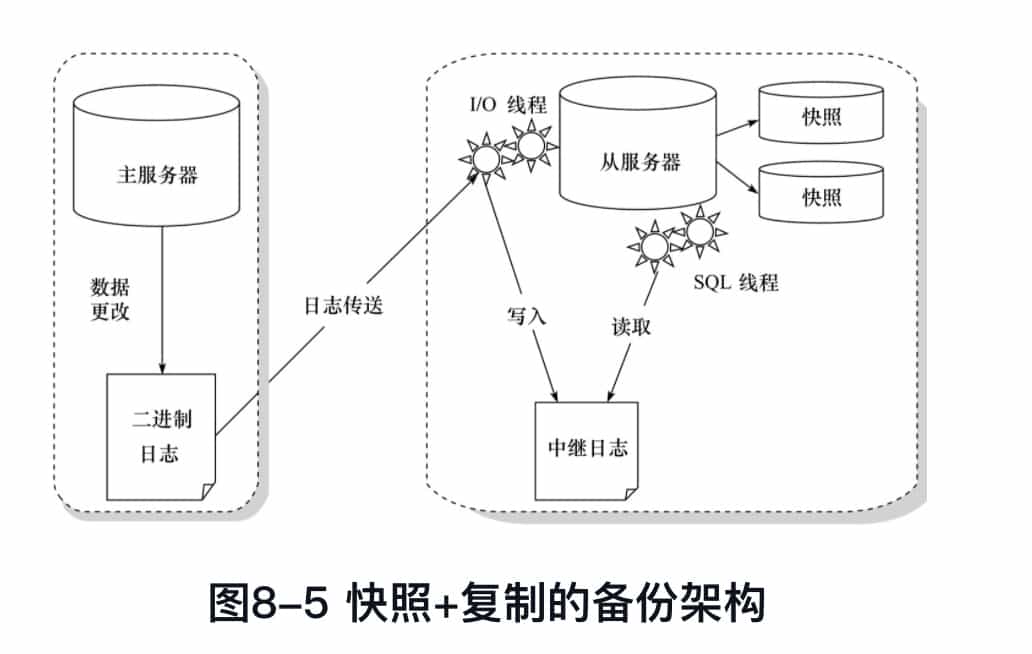 主服务器
数据
更改
二进制
日志
日志传送
I/O 线程
从服务器
快照
快照
SQL 线程
写入
读取
中继日志
图8-5 快照+复制的备份架构